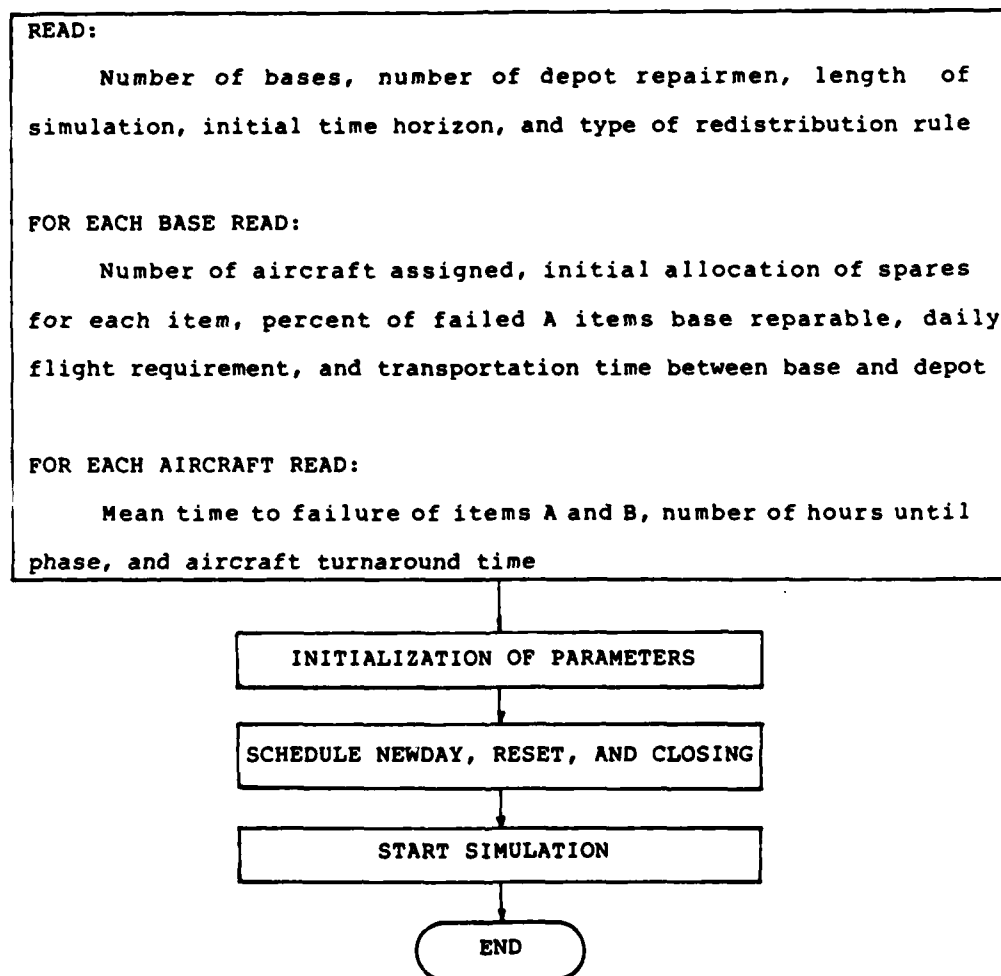 READ:
Number of bases, number of depot repairmen, length of
simulation, initial time horizon, and type of redistribution rule
FOR EACH BASE READ:
Number of aircraft assigned, initial allocation of spares
for each item, percent of failed A items base reparable, daily
flight requirement, and transportation time between base and depot
FOR EACH AIRCRAFT READ:
Mean time to failure of items A and B, number of hours until
phase, and aircraft turnaround time
INITIALIZATION OF PARAMETERS
SCHEDULE NEWDAY, RESET, AND CLOSING
START SIMULATION
END